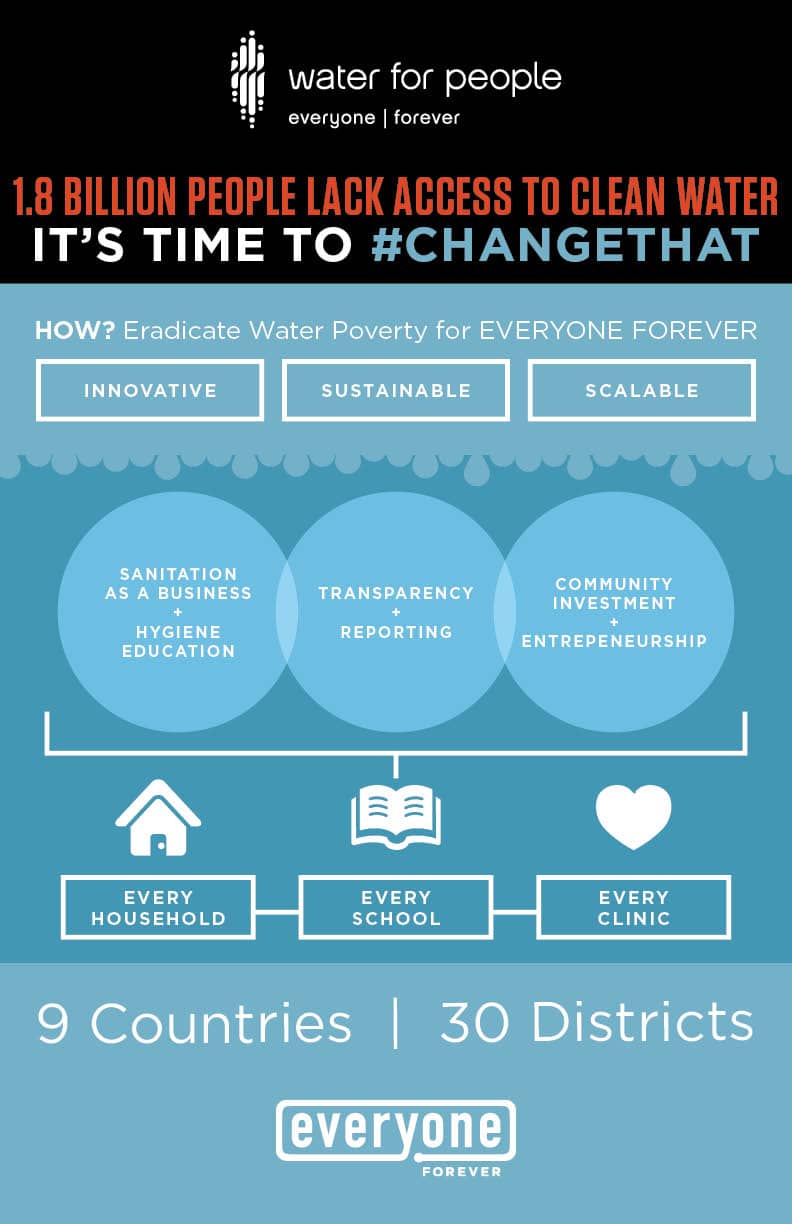 water for people
everyone | forever
1.8 BILLION PEOPLE LACK ACCESS TO CLEAN WATER
IT'S TIME TO #CHANGETHAT
HOW? Eradicate Water Poverty for EVERYONE FOREVER
INNOVATIVE
SUSTAINABLE
SCALABLE
SANITATION
AS A BUSINESS
+
HYGIENE
EDUCATION
TRANSPARENCY
+
REPORTING
COMMUNITY
INVESTMENT
+
ENTREPENEURSHIP
EVERY
HOUSEHOLD
EVERY
SCHOOL
EVERY
CLINIC
9 Countries | 30 Districts
everyone
FOREVER